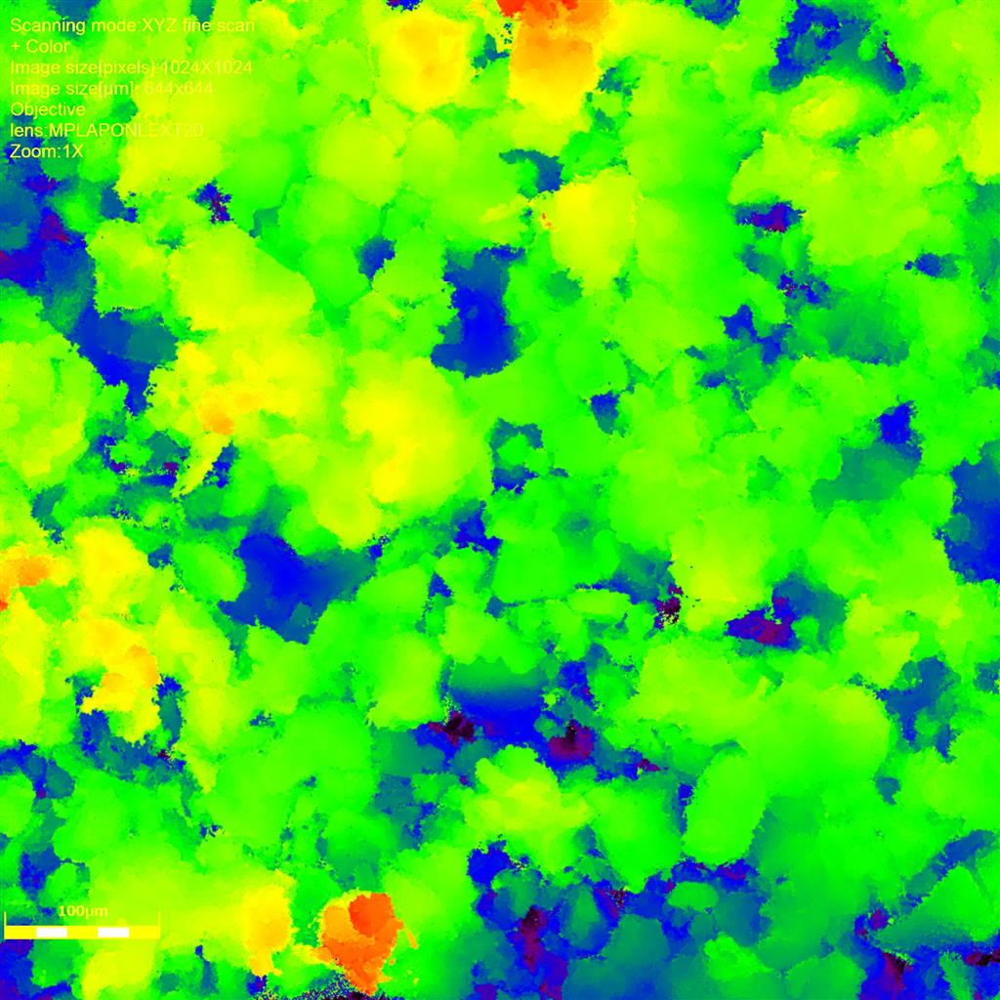 Scanning mode:XYZ fine scan
+ Color
Image size[pixels]:1024X1024
Image size[µm]: 644x644
Objective
lens:MPLAPONLEXT20
Zoom:1X
100µm